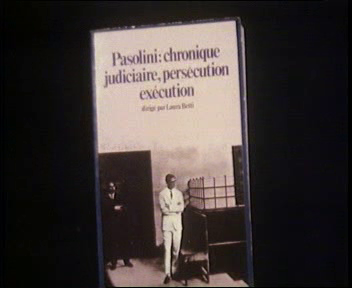 Pasolini: chronique
judiciaire, persécution
exécution
dirigé par Laura Betti